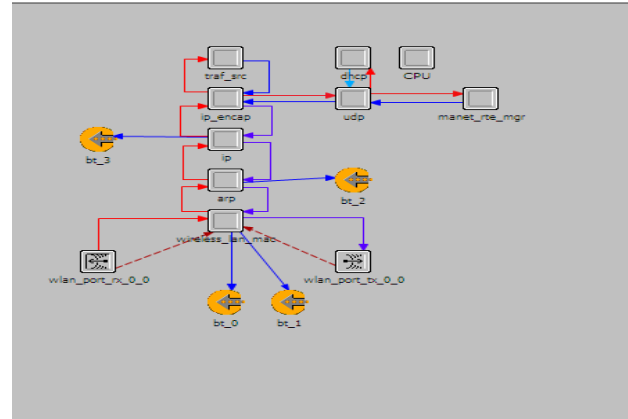 traf_src
dhcp
CPU
ip_encap
udp
manet_rte_mgr
bt_3
ip
arp
bt_2
wireless_lan_mac
wlan_port_rx_0_0
wlan_port_tx_0_0
bt_0
bt_1